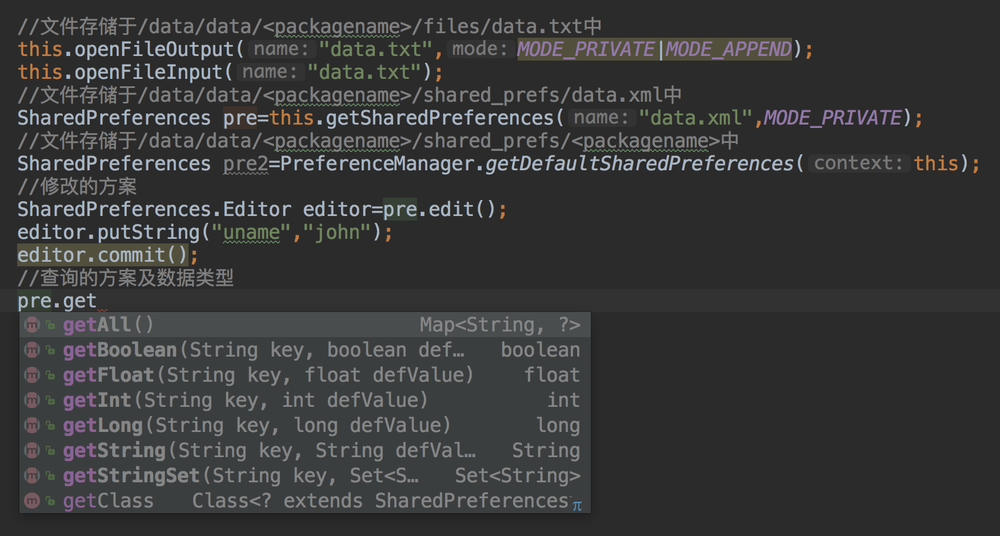 //文件存储于/data/data/<packagename>/files/data.txt中
this.openFileOutput( name: "data.txt", mode: MODE_PRIVATE|MODE_APPEND);
this.openFileInput( name: "data.txt");
//文件存储于/data/data/<packagename>/shared_prefs/data.xml中
SharedPreferences pre=this.getSharedPreferences( name: "data.xml",MODE_PRIVATE);
//文件存储于/data/data/<packagename>/shared_prefs/<packagename>中
SharedPreferences pre2=PreferenceManager.getDefaultSharedPreferences( context: this);
//修改的方案
SharedPreferences.Editor editor=pre.edit();
editor.putString("uname","john");
editor.commit();
//查询的方案及数据类型
pre.get
m getAll() Map<String, ?>
m getBoolean(String key, boolean def… boolean
m getFloat(String key, float defValue) float
m getInt(String key, int defValue) int
m getLong(String key, long defValue) long
m getString(String key, String defVal… String
m getStringSet(String key, Set<S… Set<String>
m getClass Class<? extends SharedPreferences π